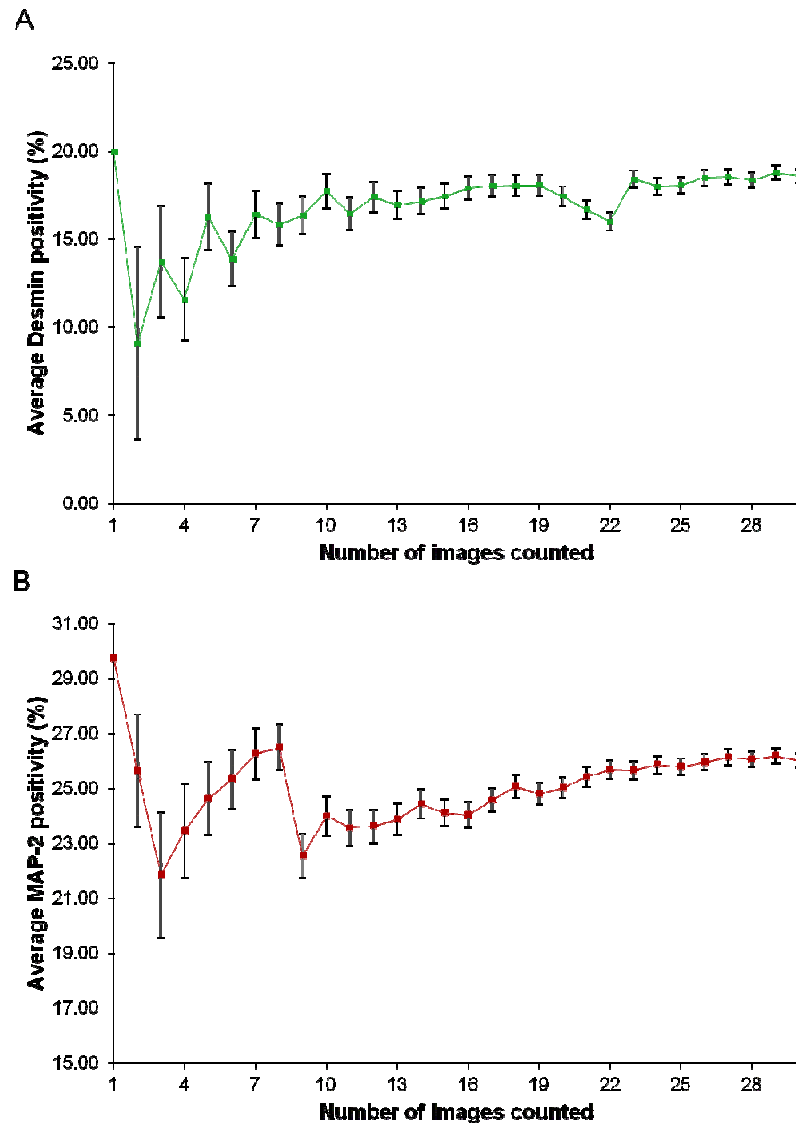 A
25.00
20.00
15.00
10.00
5.00
0.00
Average Desmin positivity (%)
1 4 7 10 13 16 19 22 25 28
Number of images counted
B
31.00
29.00
27.00
25.00
23.00
21.00
19.00
17.00
15.00
Average MAP-2 positivity (%)
1 4 7 10 13 16 19 22 25 28
Number of images counted